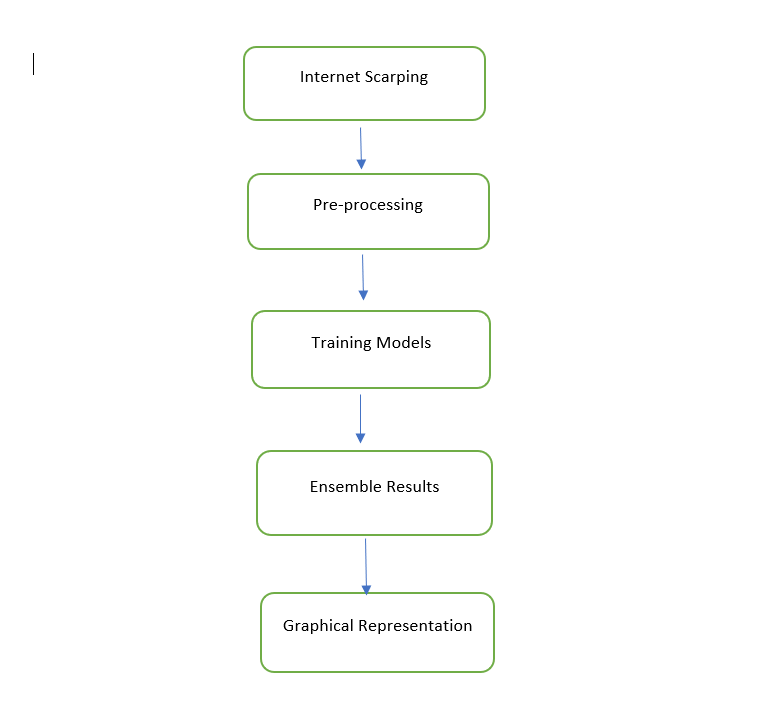 Internet Scarping
Pre-processing
Training Models
Ensemble Results
Graphical Representation